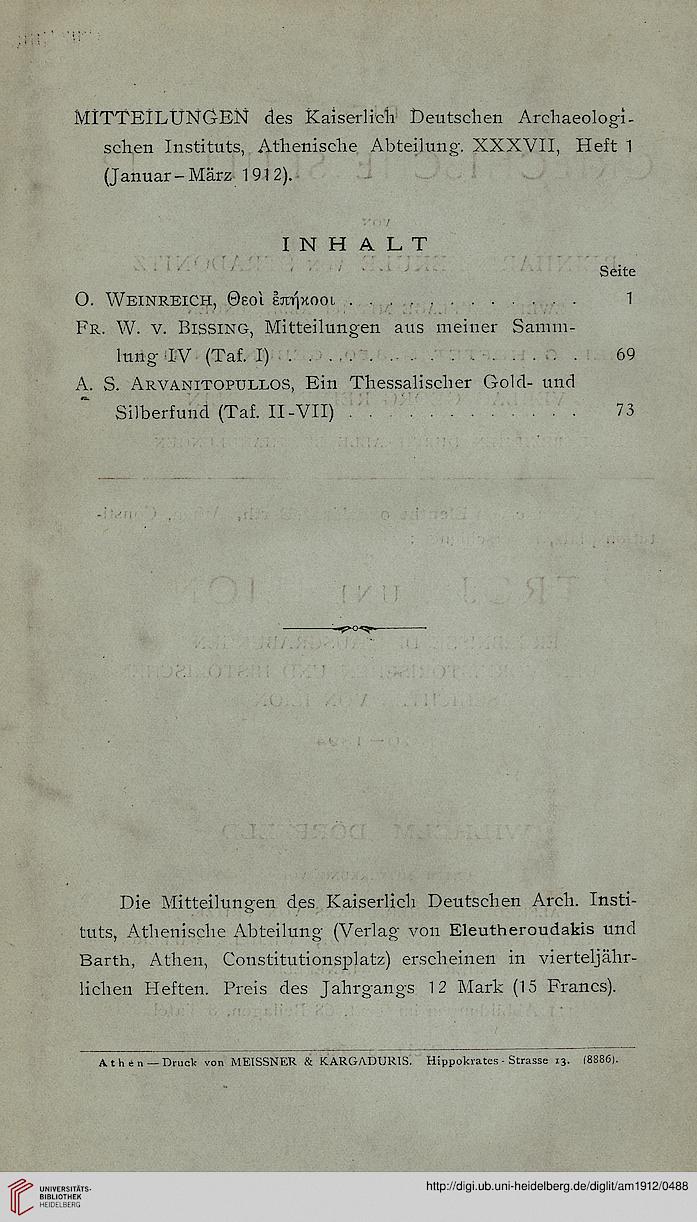 MITTEILUNGEN des Kaiserlich Deutschen Archaeologi-
schen Instituts, Athenische Abteilung. XXXVII, Heft 1
(Januar - März 1912).
INHALT
Seite
O. WEINREICH, Θεοὶ ἐπήκοοι . . . . . . . . . . . . 1
FR. W. v. BISSING, Mitteilungen aus meiner Samm-
lung IV (Taf. I) . . . . . . . . . . . . . . . 69
A. S. ARVANITOPULLOS, Ein Thessalischer Gold- und
Silberfund (Taf. II-VII) . . . . . . . . . . . . 73
Die Mitteilungen des Kaiserlich Deutschen Arch. Insti-
tuts, Athenische Abteilung (Verlag von Eleutheroudakis und
Barth, Athen, Constitutionsplatz) erscheinen in vierteljähr-
lichen Heften. Preis des Jahrgangs 12 Mark (15 Francs).
Athen — Druck von MEISSNER & KARGADURIS. Hippokrates - Strasse 13. (8886).
UNIVERSITÄTS-
BIBLIOTHEK
HEIDELBERG
http://digi.ub.uni-heidelberg.de/diglit/am1912/0488